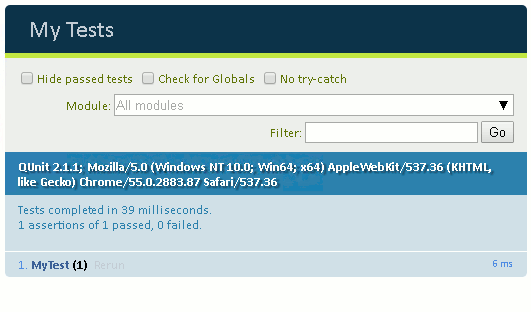 My Tests
Hide passed tests Check for Globals No try-catch
Module: All modules ▼
Filter: Go
QUnit 2.1.1; Mozilla/5.0 (Windows NT 10.0; Win64; x64) AppleWebKit/537.36 (KHTML,
like Gecko) Chrome/55.0.2883.87 Safari/537.36
Tests completed in 39 milliseconds.
1 assertions of 1 passed, 0 failed.
1. MyTest (1) Rerun 6 ms